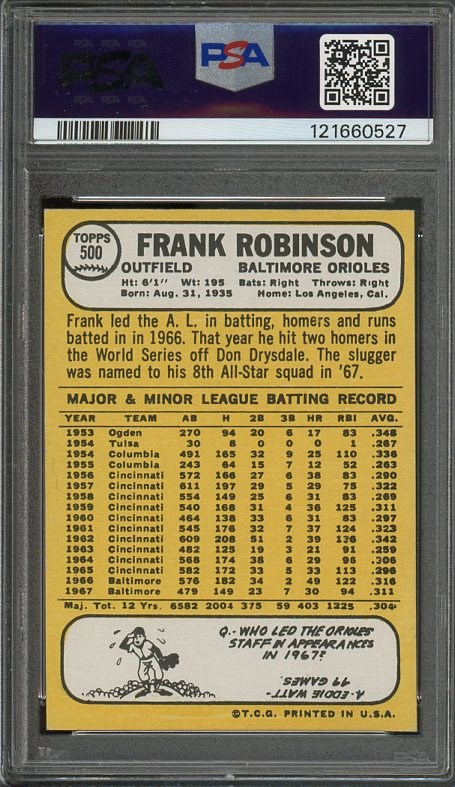 PSA
121660527
TOPPS
500
FRANK ROBINSON
OUTFIELD BALTIMORE ORIOLES
Ht: 6'1" Wt: 195 Bats: Right Throws: Right
Born: Aug. 31, 1935 Home: Los Angeles, Cal.
Frank led the A. L. in batting, homers and runs
batted in in 1966. That year he hit two homers in
the World Series off Don Drysdale. The slugger
was named to his 8th All-Star squad in '67.
MAJOR & MINOR LEAGUE BATTING RECORD
YEAR TEAM AB H 2B 3B HR RBI AVG.
1953 Ogden 270 94 20 6 17 83 .348
1954 Tulsa 30 8 0 0 0 1 .267
1954 Columbia 491 165 32 9 25 110 .336
1955 Columbia 243 64 15 7 12 52 .263
1956 Cincinnati 572 166 27 6 38 83 .290
1957 Cincinnati 611 197 29 5 29 75 .322
1958 Cincinnati 554 149 25 6 31 83 .269
1959 Cincinnati 540 168 31 4 36 125 .311
1960 Cincinnati 464 138 33 6 31 83 .297
1961 Cincinnati 545 176 32 7 37 124 .323
1962 Cincinnati 609 208 51 2 39 136 .342
1963 Cincinnati 482 125 19 3 21 91 .259
1964 Cincinnati 568 174 38 6 29 96 .306
1965 Cincinnati 582 172 33 5 33 113 .296
1966 Baltimore 576 182 34 2 49 122 .316
1967 Baltimore 479 149 23 7 30 94 .311
Maj. Tot. 12 Yrs. 6582 2004 375 59 403 1225 .304
Q.- WHO LED THE ORIOLES
STAFF IN APPEARANCES
IN 1967?
A- EDDIE WATT-
66 GAMES.
©T.C.G. PRINTED IN U.S.A.